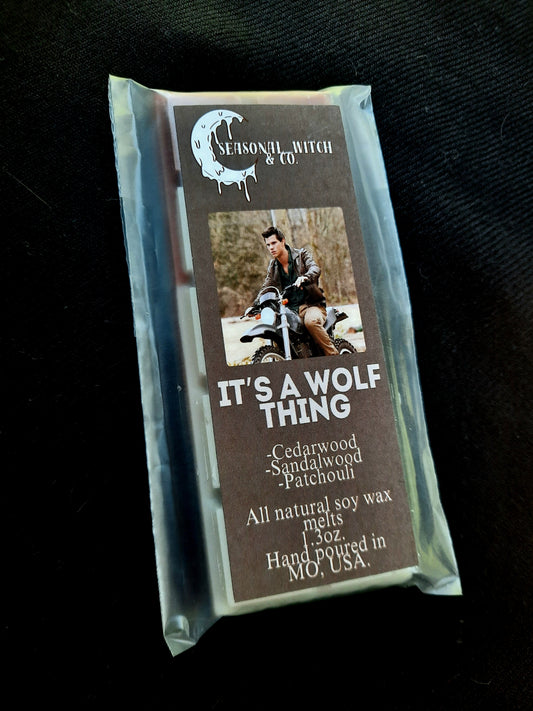 SEASONAL WITCH
& CO.
IT'S A WOLF
THING
-Cedarwood
-Sandalwood
-Patchouli
All natural soy wax
melts
1.3oz.
Hand poured in
MO, USA.